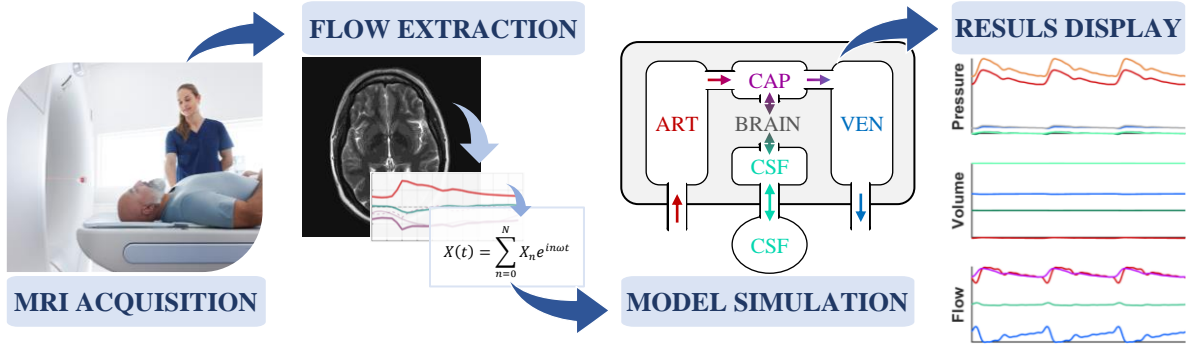 FLOW EXTRACTION
RESULS DISPLAY
MRI ACQUISITION
MODEL SIMULATION
X(t) = ∑_{n=0}^{N} X_n e^{inωt}
CAP
ART
BRAIN
VEN
CSF
CSF
Pressure
Volume
Flow